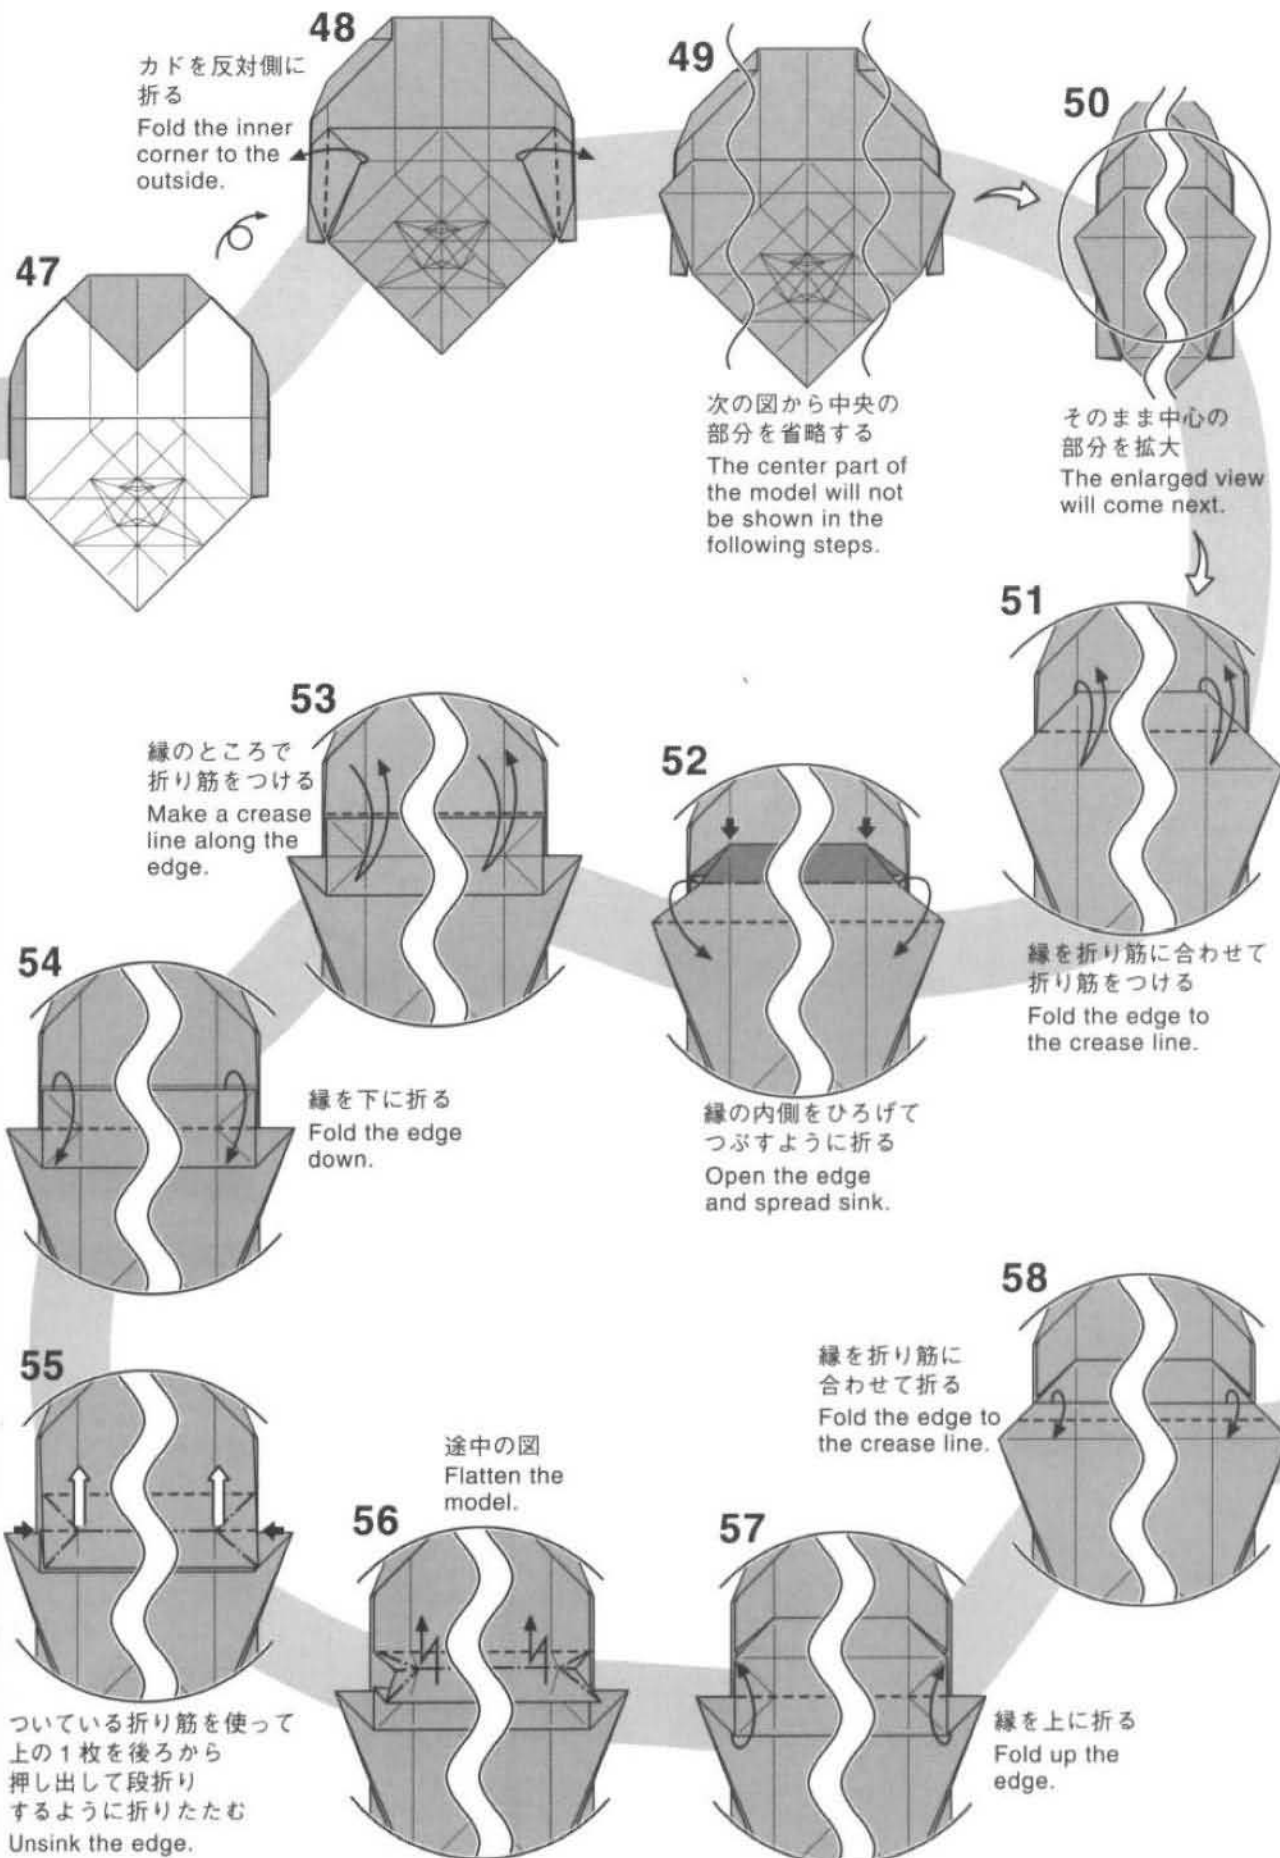 47
48
カドを反対側に
折る
Fold the inner
corner to the
outside.
49
次の図から中央の
部分を省略する
The center part of
the model will not
be shown in the
following steps.
50
そのまま中心の
部分を拡大
The enlarged view
will come next.
51
縁を折り筋に合わせて
折り筋をつける
Fold the edge to
the crease line.
52
縁の内側をひろげて
つぶすように折る
Open the edge
and spread sink.
53
縁のところで
折り筋をつける
Make a crease
line along the
edge.
54
縁を下に折る
Fold the edge
down.
55
ついている折り筋を使って
上の1枚を後ろから
押し出して段折り
するように折りたたむ
Unsink the edge.
56
途中の図
Flatten the
model.
57
縁を上に折る
Fold up the
edge.
58
縁を折り筋に
合わせて折る
Fold the edge to
the crease line.